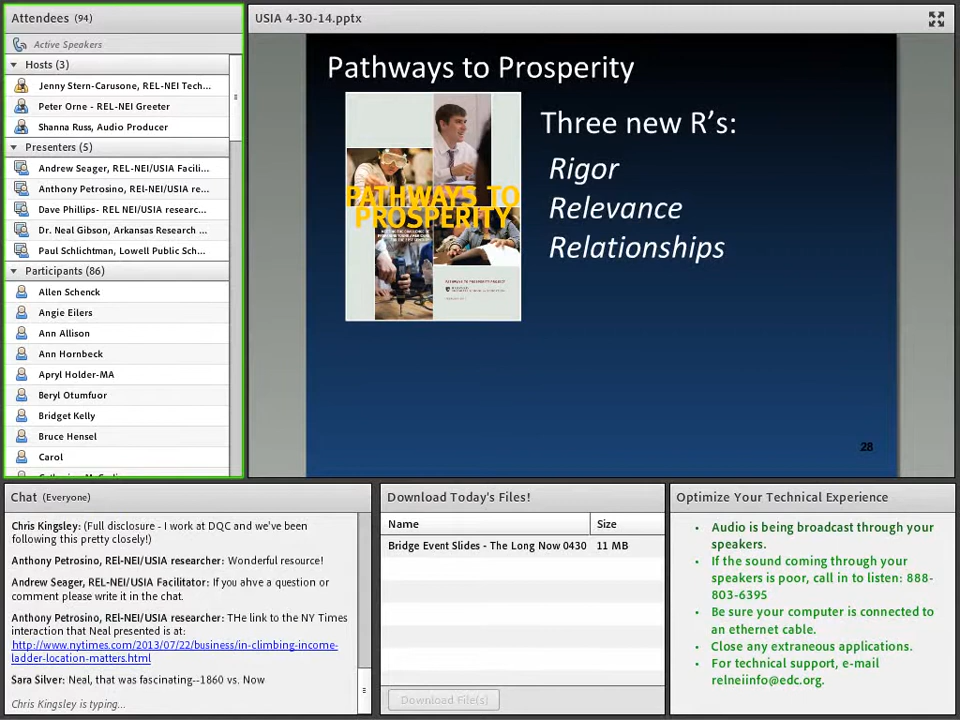 Attendees (94)
Active Speakers
Hosts (3)
Jenny Stern-Carusone, REL-NEI Tech...
Peter Orne - REL-NEI Greeter
Shanna Russ, Audio Producer
Presenters (5)
Andrew Seager, REL-NEI/USIA Facili...
Anthony Petrosino, REl-NEI/USIA re...
Dave Phillips- REL NEI/USIA researc...
Dr. Neal Gibson, Arkansas Research ...
Paul Schlichtman, Lowell Public Sch...
Participants (86)
Allen Schenck
Angie Eilers
Ann Allison
Ann Hornbeck
Apryl Holder-MA
Beryl Otumfuor
Bridget Kelly
Bruce Hensel
Carol
USIA 4-30-14.pptx
Pathways to Prosperity
PATHWAYS TO
PROSPERITY
PATHWAYS TO PROSPERITY PROJECT
Three new R's:
Rigor
Relevance
Relationships
28
Chat (Everyone)
Chris Kingsley: (Full disclosure - I work at DQC and we've been
following this pretty closely!)
Anthony Petrosino, REl-NEI/USIA researcher: Wonderful resource!
Andrew Seager, REL-NEI/USIA Facilitator: If you ahve a question or
comment please write it in the chat.
Anthony Petrosino, REl-NEI/USIA researcher: THe link to the NY Times
interaction that Neal presented is at:
http://www.nytimes.com/2013/07/22/business/in-climbing-income-
ladder-location-matters.html
Sara Silver: Neal, that was fascinating--1860 vs. Now
Chris Kingsley is typing...
Download Today's Files!
Name Size
Bridge Event Slides - The Long Now 0430 11 MB
Download File(s)
Optimize Your Technical Experience
• Audio is being broadcast through your
speakers.
• If the sound coming through your
speakers is poor, call in to listen: 888-
803-6395
• Be sure your computer is connected to
an ethernet cable.
• Close any extraneous applications.
• For technical support, e-mail
relneiinfo@edc.org.